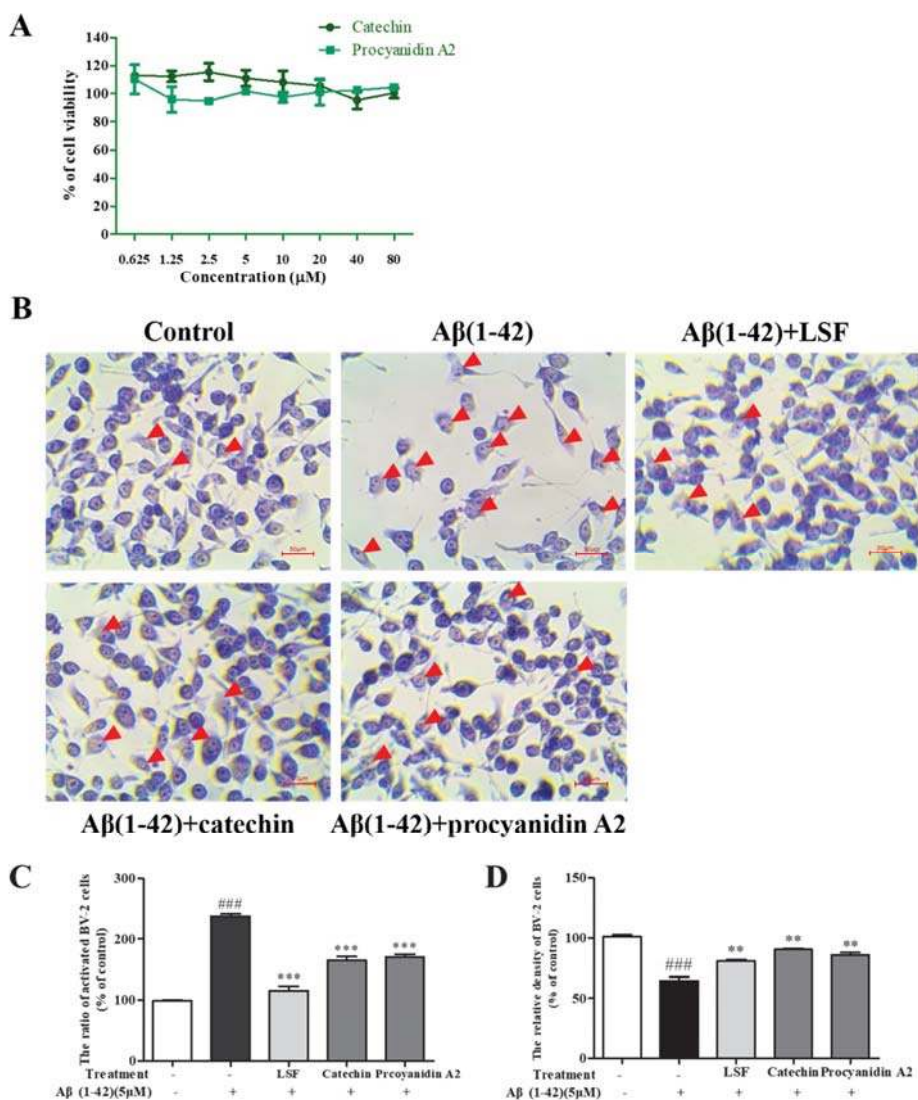 A
Catechin
Procyanidin A2
% of cell viability
140
120
100
80
60
40
20
0
0.625 1.25 2.5 5 10 20 40 80
Concentration (μM)
B
Control Aβ(1-42) Aβ(1-42)+LSF
50μm
Aβ(1-42)+catechin Aβ(1-42)+procyanidin A2
C
The ratio of activated BV-2 cells
(% of control)
300
200
100
0
###
***
***
***
Treatment - - LSF Catechin Procyanidin A2
Aβ (1-42)(5μM) - + + + +
D
The relative density of BV-2 cells
(% of control)
150
100
50
0
###
**
**
**
Treatment - - LSF Catechin Procyanidin A2
Aβ (1-42)(5μM) - + + + +